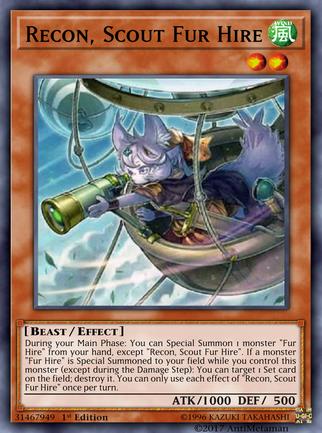 Recon, Scout Fur Hire
WIND
風
[Beast / Effect]
During your Main Phase: You can Special Summon 1 monster "Fur
Hire" from your hand, except "Recon, Scout Fur Hire". If a monster
"Fur Hire" is Special Summoned to your field while you control this
monster (except during the Damage Step): You can target 1 Set
card on the field; destroy it. You can only use each effect of "Recon,
Scout Fur Hire" once per turn.
ATK/1000 DEF/ 500
31467949 1st Edition ©1996 KAZUKI TAKAHASHI
©2017 AntiMetaman